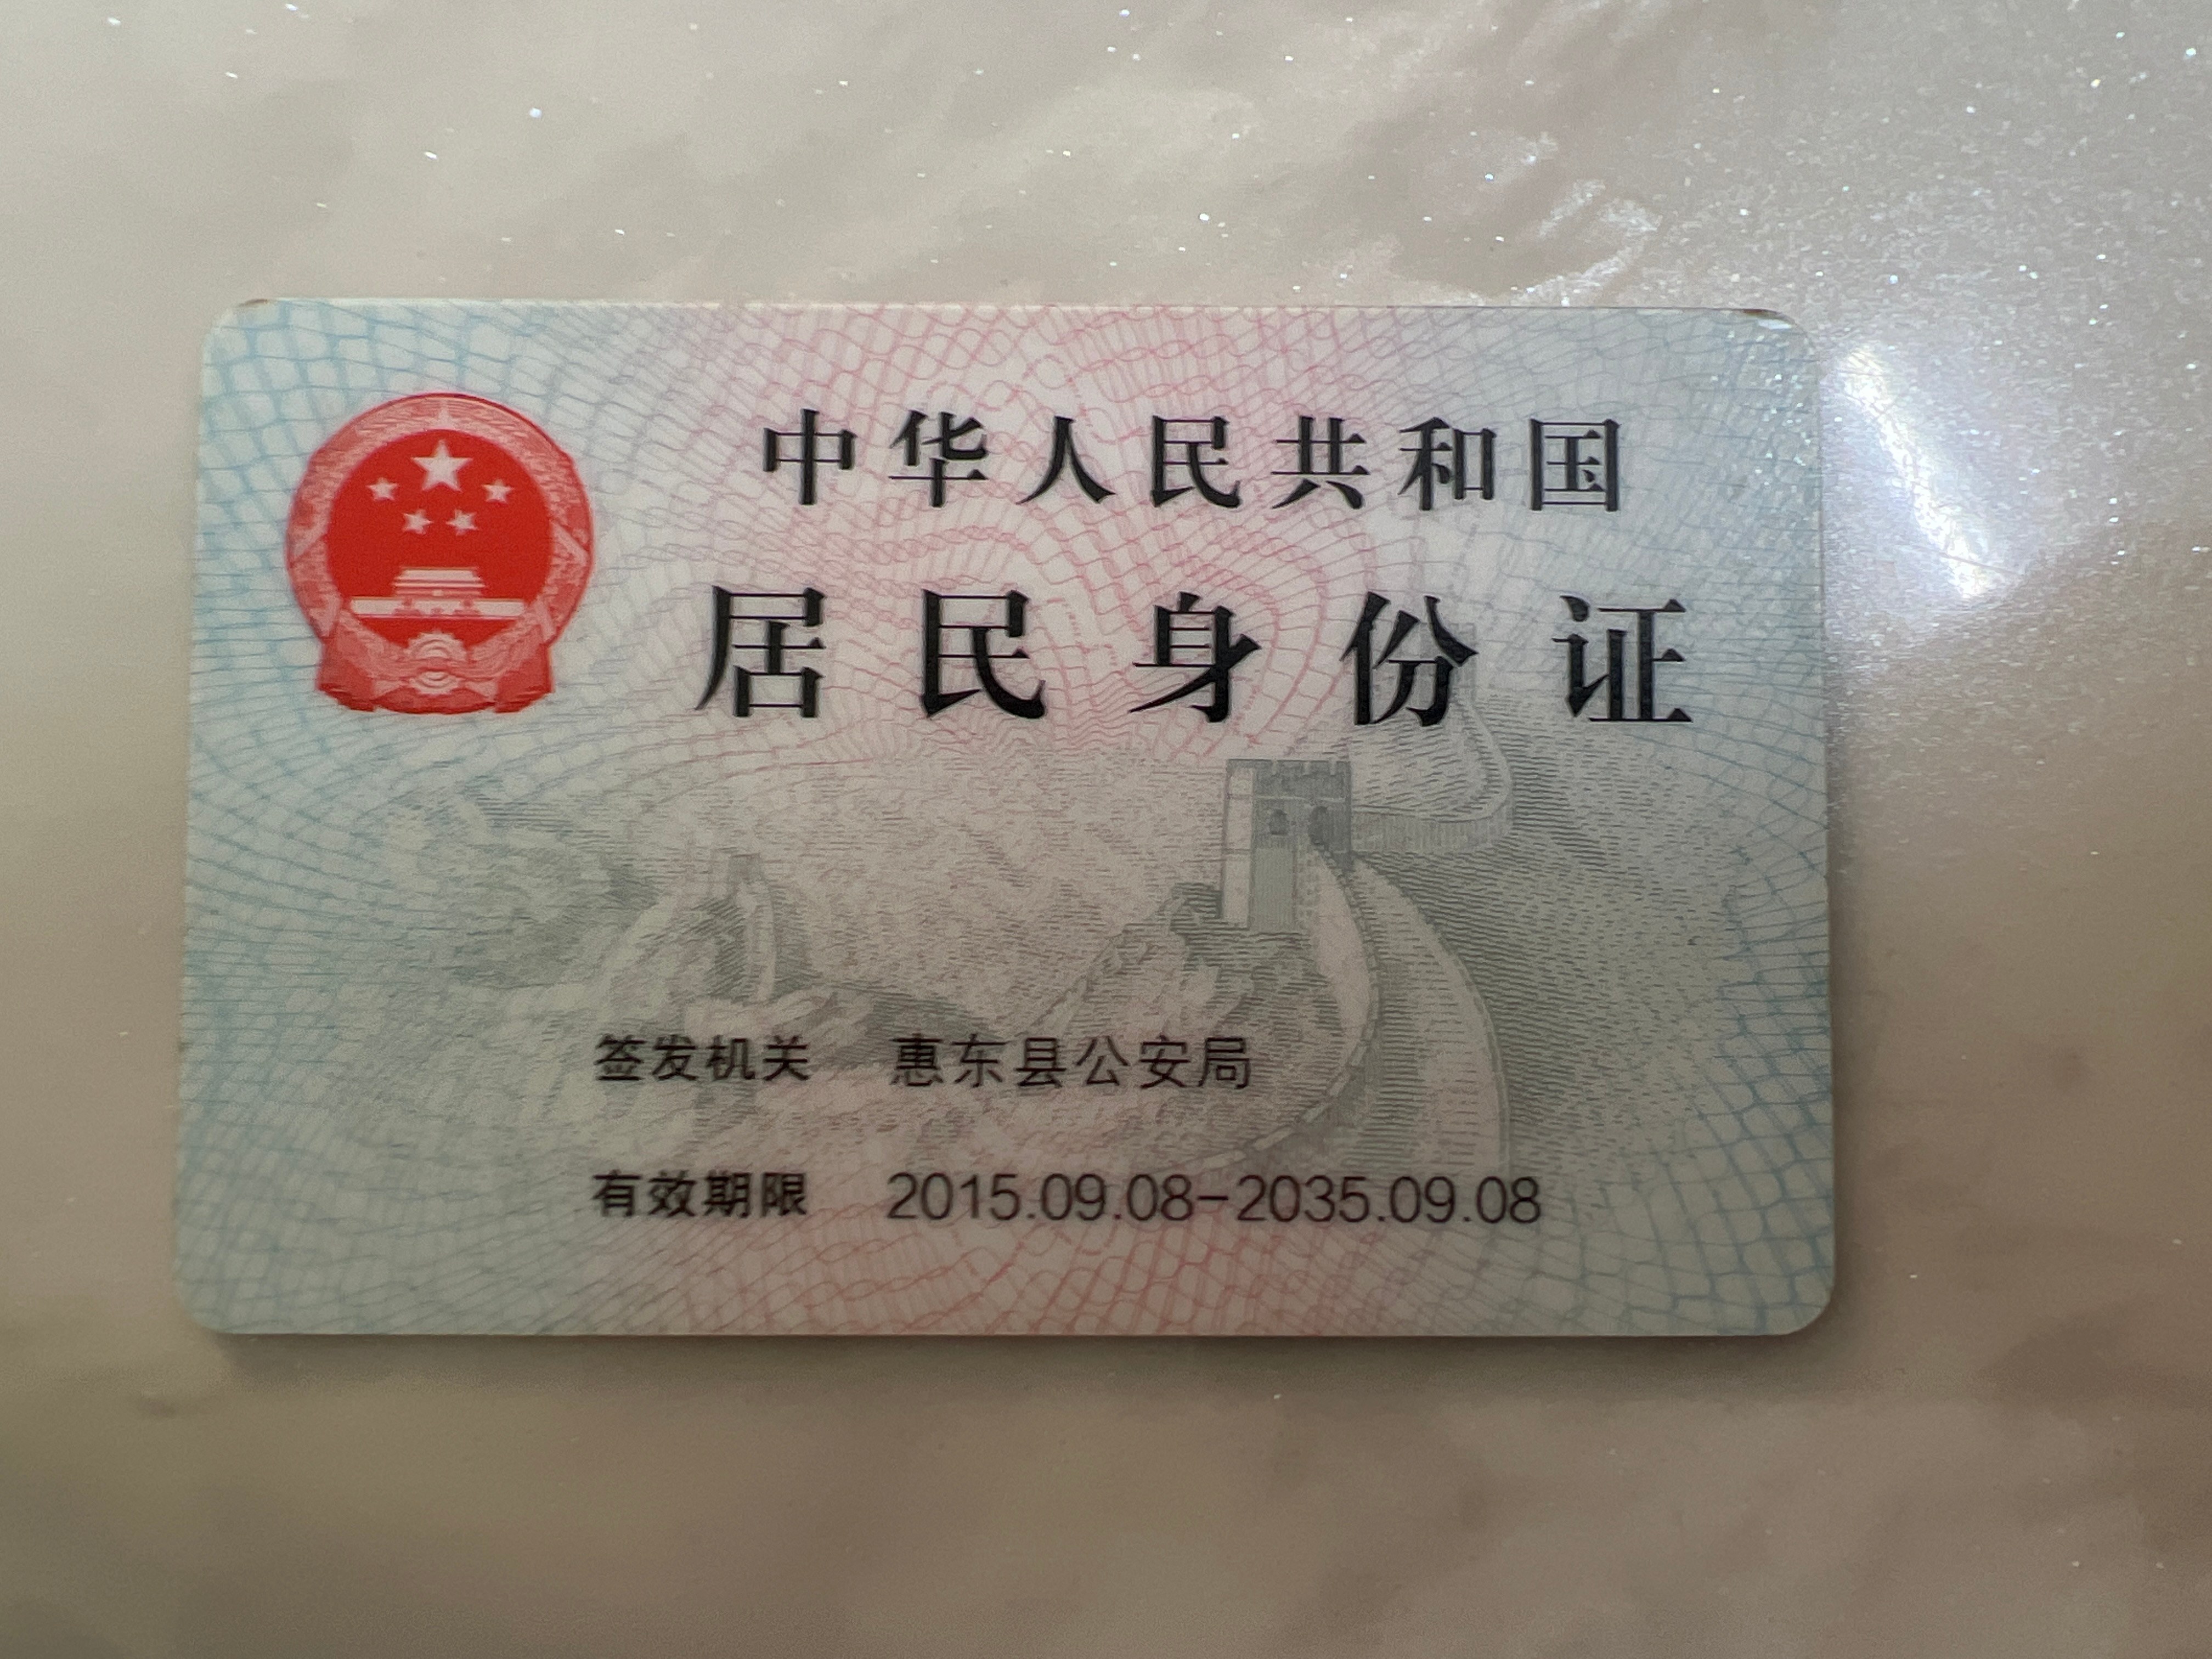 中华人民共和国
居民身份证
签发机关 惠东县公安局
有效期限 2015.09.08-2035.09.08